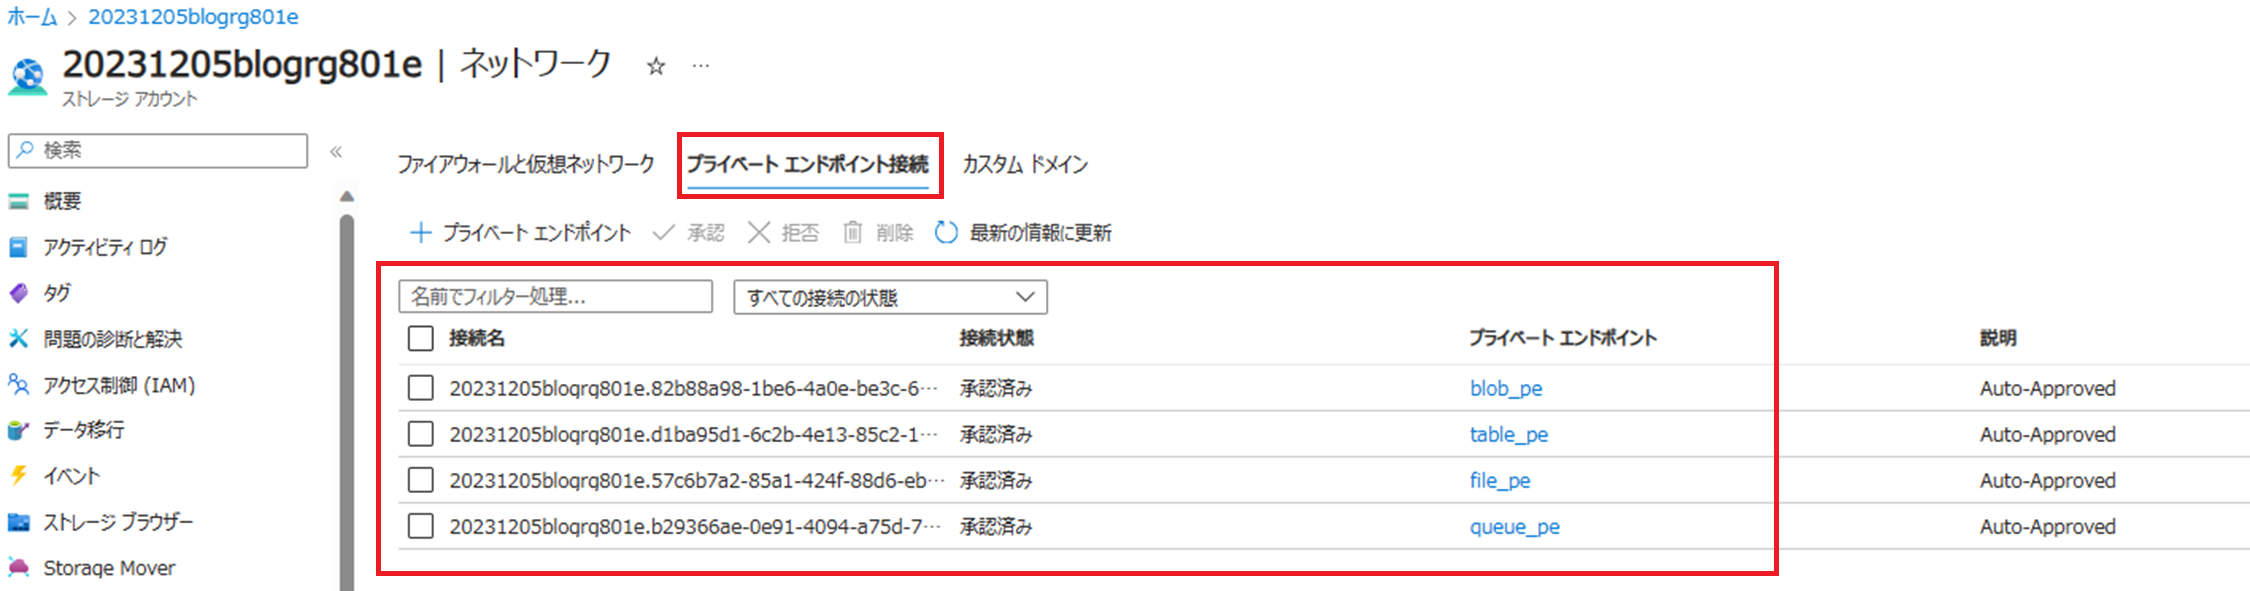 ホーム > 20231205blogrg801e
20231205blogrg801e | ネットワーク ☆ …
ストレージ アカウント
検索 «
ファイアウォールと仮想ネットワーク プライベート エンドポイント接続 カスタム ドメイン
概要
アクティビティ ログ
タグ
問題の診断と解決
アクセス制御 (IAM)
データ移行
イベント
ストレージ ブラウザー
Storage Mover
+ プライベート エンドポイント 承認 拒否 削除 最新の情報に更新
名前でフィルター処理... すべての接続の状態
接続名 接続状態 プライベート エンドポイント 説明
20231205blogrg801e.82b88a98-1be6-4a0e-be3c-6… 承認済み blob_pe Auto-Approved
20231205blogrg801e.d1ba95d1-6c2b-4e13-85c2-1… 承認済み table_pe Auto-Approved
20231205blogrg801e.57c6b7a2-85a1-424f-88d6-eb… 承認済み file_pe Auto-Approved
20231205blogrg801e.b29366ae-0e91-4094-a75d-7… 承認済み queue_pe Auto-Approved